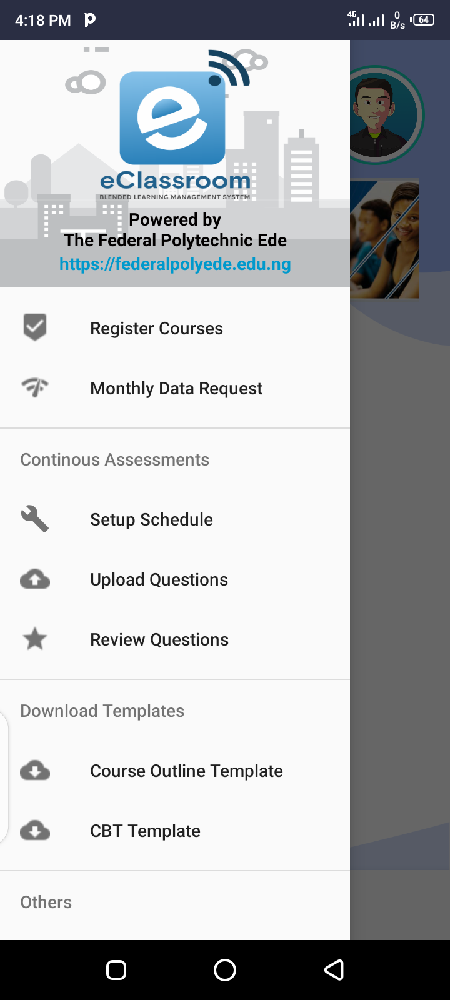 4:18 PM
4G
0
B/s
64
eClassroom
BLENDED LEARNING MANAGEMENT SYSTEM
Powered by
The Federal Polytechnic Ede
https://federalpolyede.edu.ng
Register Courses
Monthly Data Request
Continous Assessments
Setup Schedule
Upload Questions
Review Questions
Download Templates
Course Outline Template
CBT Template
Others